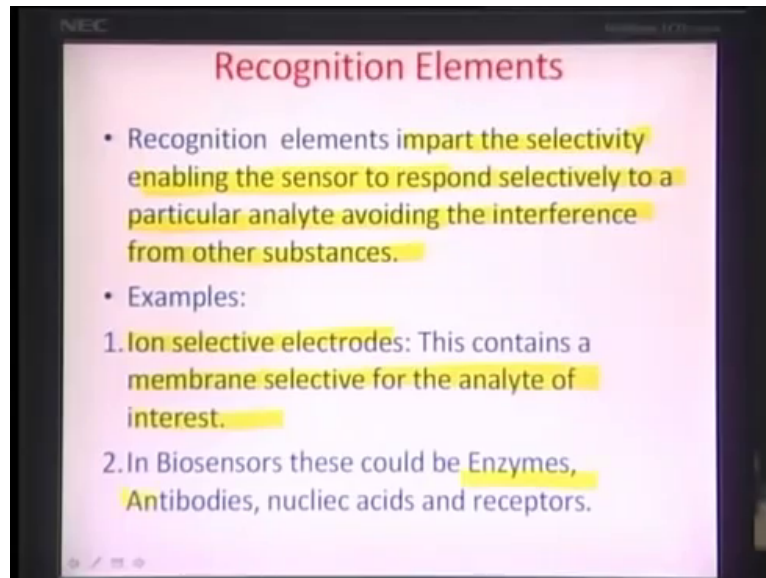 NEC
Recognition Elements
• Recognition elements impart the selectivity
enabling the sensor to respond selectively to a
particular analyte avoiding the interference
from other substances.
• Examples:
1. Ion selective electrodes: This contains a
membrane selective for the analyte of
interest.
2. In Biosensors these could be Enzymes,
Antibodies, nucliec acids and receptors.